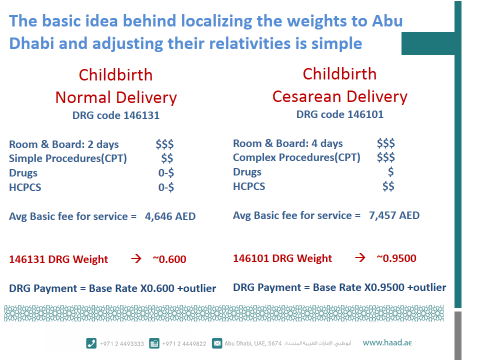 The basic idea behind localizing the weights to Abu
Dhabi and adjusting their relativities is simple
Childbirth
Normal Delivery
DRG code 146131
Room & Board: 2 days $$$
Simple Procedures(CPT) $$
Drugs 0-$
HCPCS 0-$
Avg Basic fee for service = 4,646 AED
146131 DRG Weight → ~0.600
DRG Payment = Base Rate X0.600 +outlier
Childbirth
Cesarean Delivery
DRG code 146101
Room & Board: 4 days $$$
Complex Procedures(CPT) $$$
Drugs $
HCPCS $$
Avg Basic fee for service = 7,457 AED
146101 DRG Weight → ~0.9500
DRG Payment = Base Rate X0.9500 +outlier
+971 2 4493333 +971 2 4449822 Abu Dhabi, UAE, 5674 أبوظبي، الإمارات العربية المتحدة، www.haad.ae